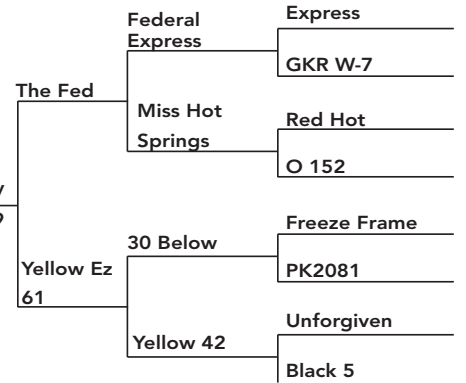 Express
Federal
Express
GKR W-7
The Fed
Miss Hot
Springs
Red Hot
O 152
Freeze Frame
30 Below
PK2081
Yellow Ez
61
Unforgiven
Yellow 42
Black 5